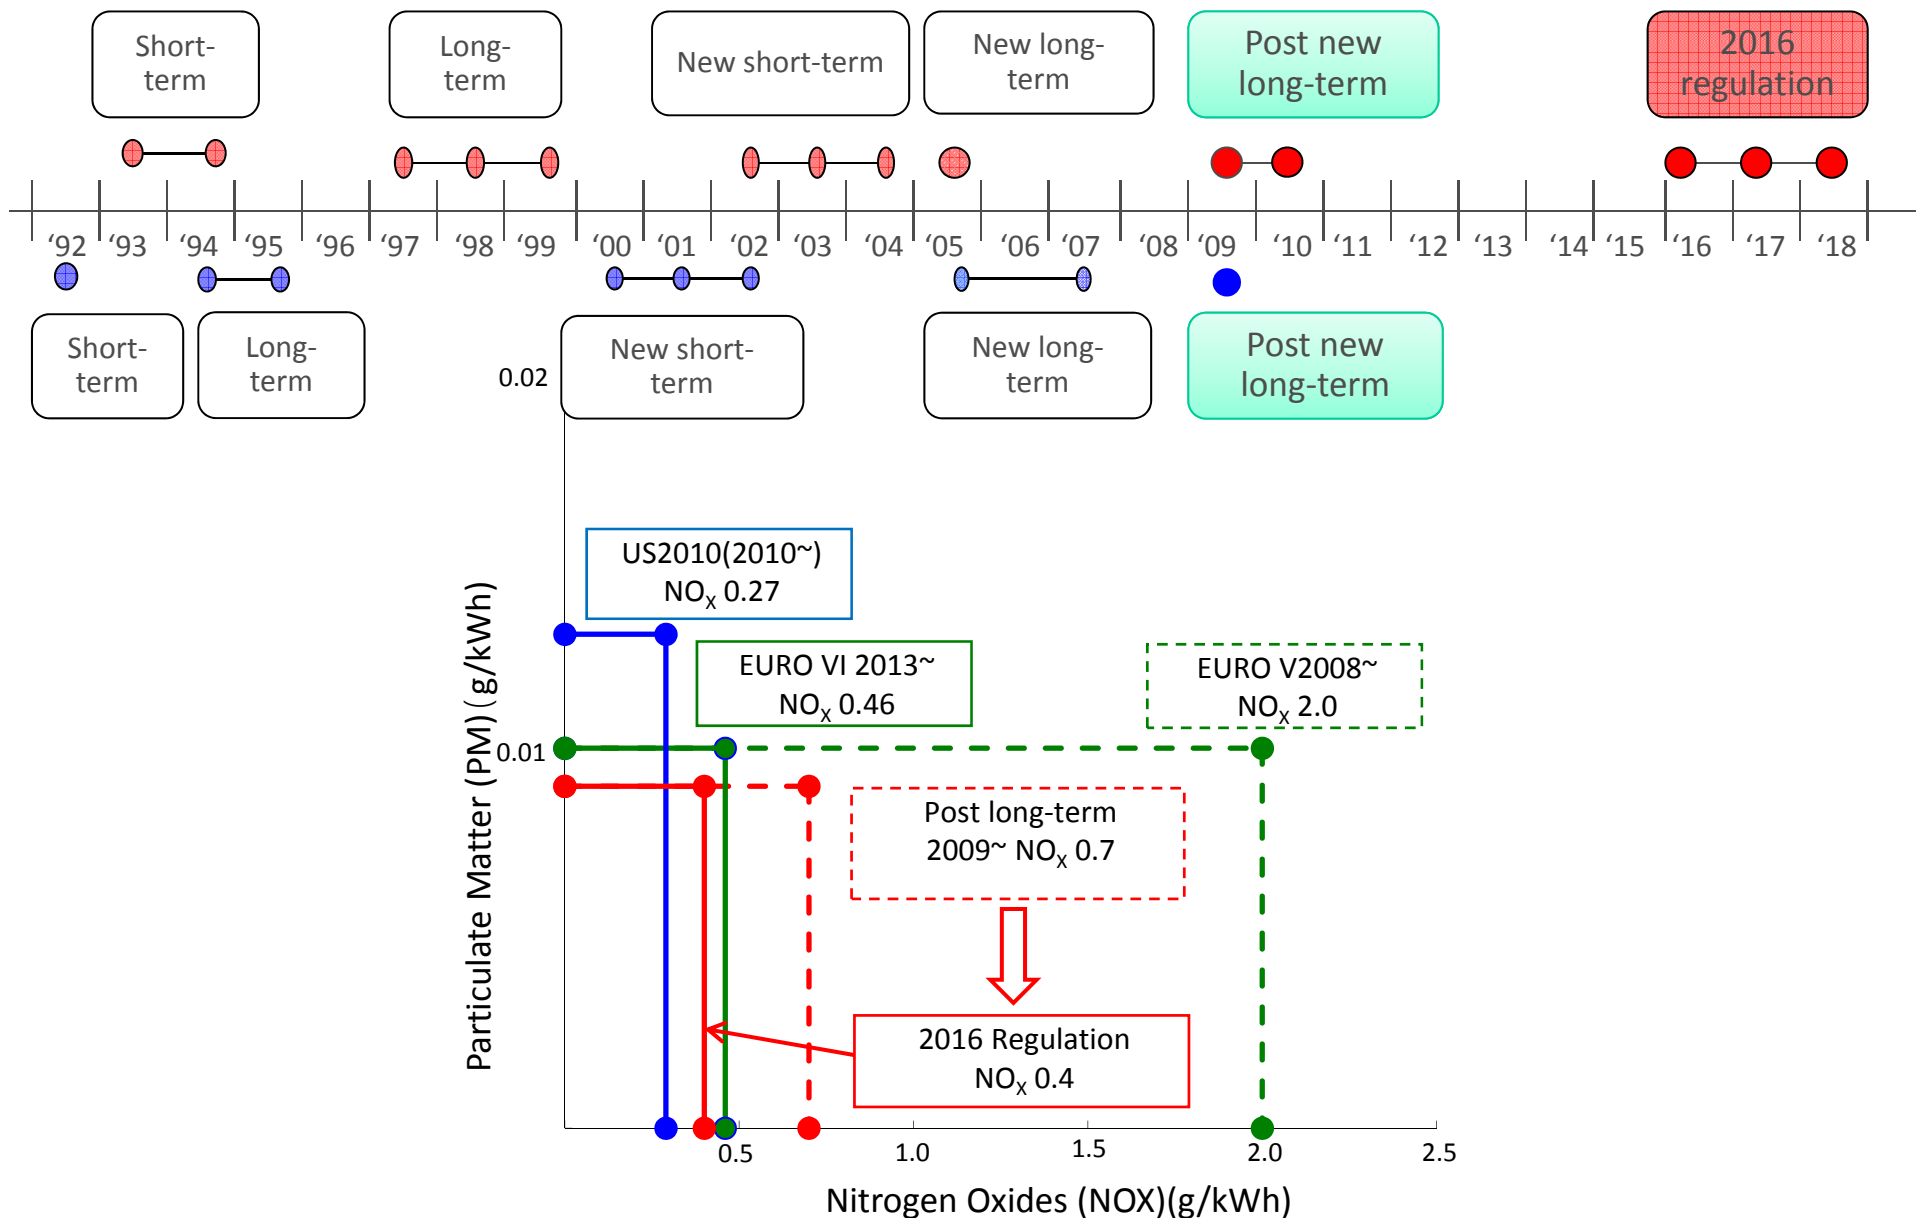 Short-
term
Long-
term
New short-term
New long-
term
Post new
long-term
2016
regulation
‘92 ‘93 ‘94 ‘95 ‘96 ‘97 ‘98 ‘99 ‘00 ‘01 ‘02 ‘03 ‘04 ‘05 ‘06 ‘07 ‘08 ‘09 ‘10 ‘11 ‘12 ‘13 ‘14 ‘15 ‘16 ‘17 ‘18
Short-
term
Long-
term
New short-
term
New long-
term
Post new
long-term
0.02
US2010(2010~)
NOX 0.27
EURO VI 2013~
NOX 0.46
EURO V2008~
NOX 2.0
0.01
Post long-term
2009~ NOX 0.7
2016 Regulation
NOX 0.4
Particulate Matter (PM)(g/kWh)
0.5 1.0 1.5 2.0 2.5
Nitrogen Oxides (NOX)(g/kWh)